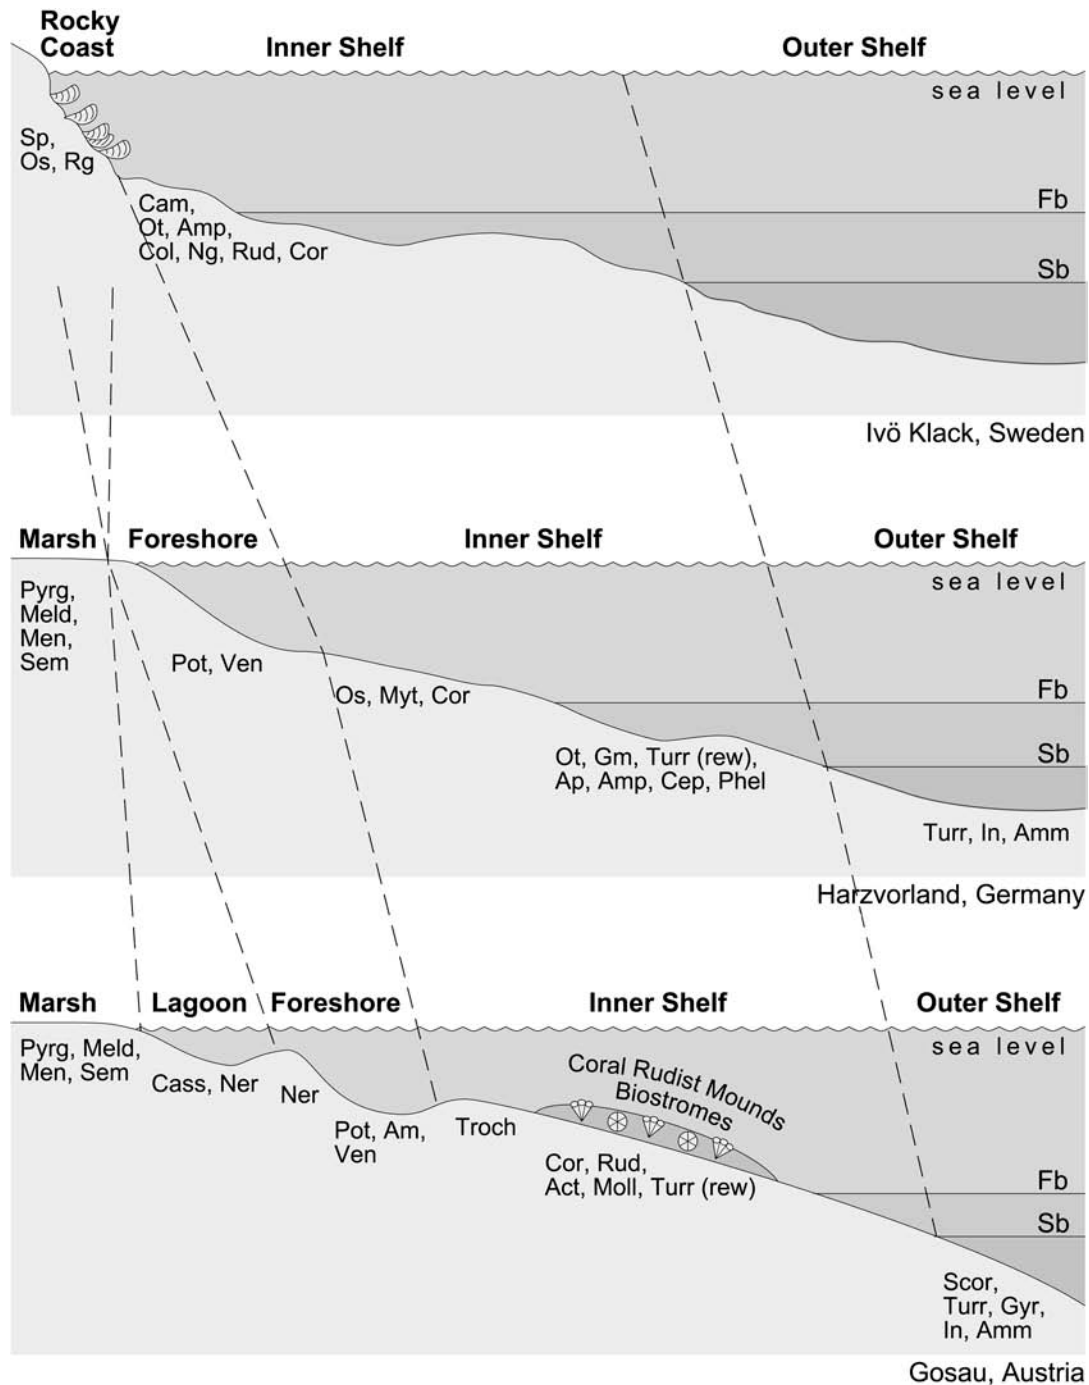 Rocky
Coast
Inner Shelf
Outer Shelf
sea level
Sp,
Os, Rg
Cam,
Ot, Amp,
Col, Ng, Rud, Cor
Fb
Sb
Ivö Klack, Sweden
Marsh
Foreshore
Inner Shelf
Outer Shelf
sea level
Pyrg,
Meld,
Men,
Sem
Pot, Ven
Os, Myt, Cor
Fb
Ot, Gm, Turr (rew),
Ap, Amp, Cep, Phel
Sb
Turr, In, Amm
Harzvorland, Germany
Marsh
Lagoon
Foreshore
Inner Shelf
Outer Shelf
sea level
Pyrg, Meld,
Men, Sem
Cass, Ner
Ner
Pot, Am,
Ven
Troch
Coral Rudist Mounds
Biostromes
Cor, Rud,
Act, Moll, Turr (rew)
Fb
Sb
Scor,
Turr, Gyr,
In, Amm
Gosau, Austria